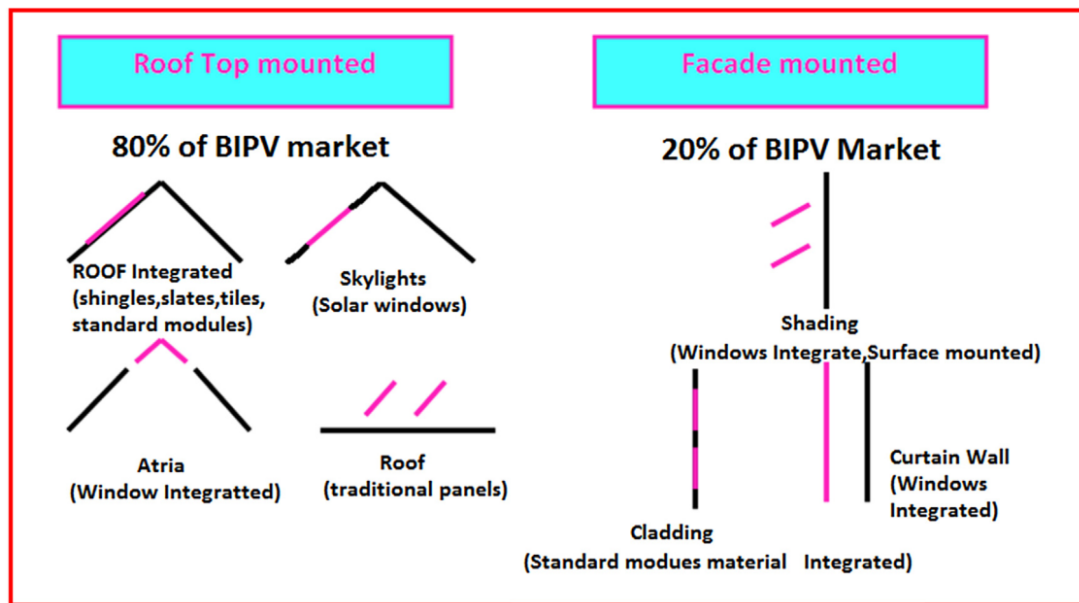 Roof Top mounted
80% of BIPV market
ROOF Integrated
(shingles,slates,tiles,
standard modules)
Skylights
(Solar windows)
Atria
(Window Integratted)
Roof
(traditional panels)
Facade mounted
20% of BIPV Market
Shading
(Windows Integrate,Surface mounted)
Cladding
(Standard modues material Integrated)
Curtain Wall
(Windows
Integrated)